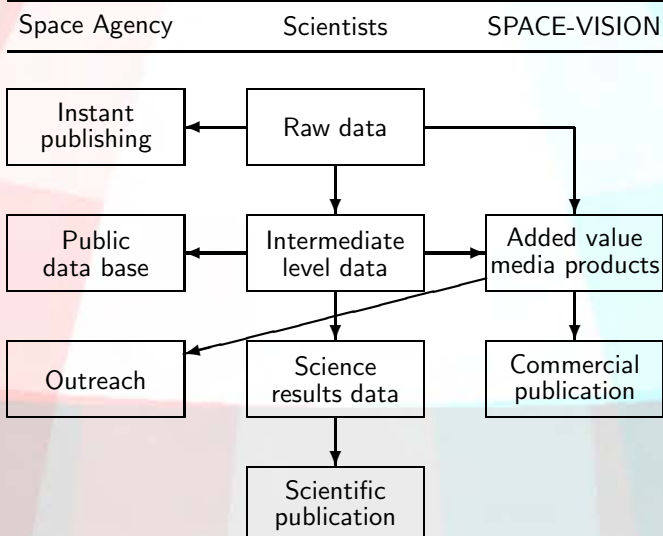 Space Agency Scientists SPACE-VISION
Instant
publishing
Raw data
Public
data base
Intermediate
level data
Added value
media products
Outreach
Science
results data
Commercial
publication
Scientific
publication